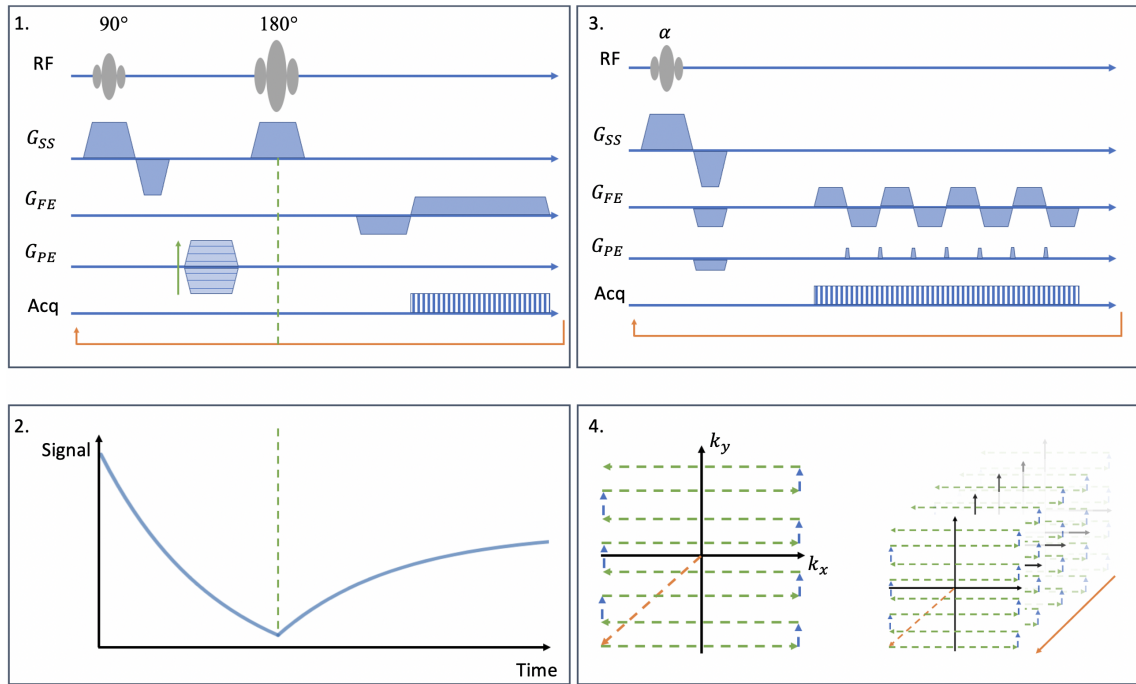 1.
90°
180°
RF
G_SS
G_FE
G_PE
Acq
3.
α
RF
G_SS
G_FE
G_PE
Acq
2.
Signal
Time
4.
k_y
k_x